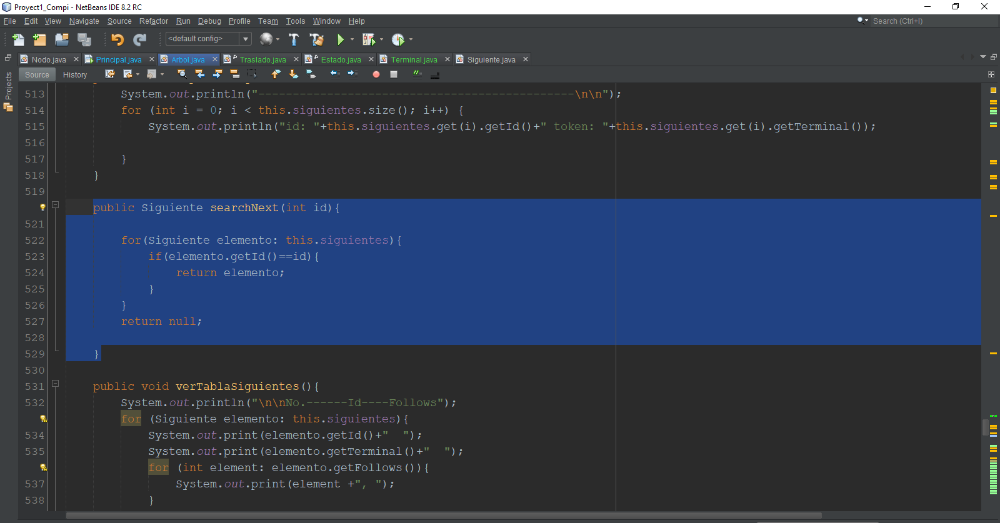 Proyect1_Compi - NetBeans IDE 8.2 RC
File Edit View Navigate Source Refactor Run Debug Profile Team Tools Window Help
Search (Ctrl+I)
<default config>
Nodo.java Principal.java Arbol.java Traslado.java Estado.java Terminal.java Siguiente.java
Projects
Source History
513 System.out.println("----------------------------------------------\n\n");
514 for (int i = 0; i < this.siguientes.size(); i++) {
515 System.out.println("id: "+this.siguientes.get(i).getId()+" token: "+this.siguientes.get(i).getTerminal());
516
517 }
518 }
519
public Siguiente searchNext(int id){
521
522 for(Siguiente elemento: this.siguientes){
523 if(elemento.getId()==id){
524 return elemento;
525 }
526 }
527 return null;
528
529 }
530
531 public void verTablaSiguientes(){
532 System.out.println("\n\nNo.------Id----Follows");
for (Siguiente elemento: this.siguientes){
534 System.out.print(elemento.getId()+"  ");
535 System.out.print(elemento.getTerminal()+"  ");
for (int element: elemento.getFollows()){
537 System.out.print(element +", ");
538 }